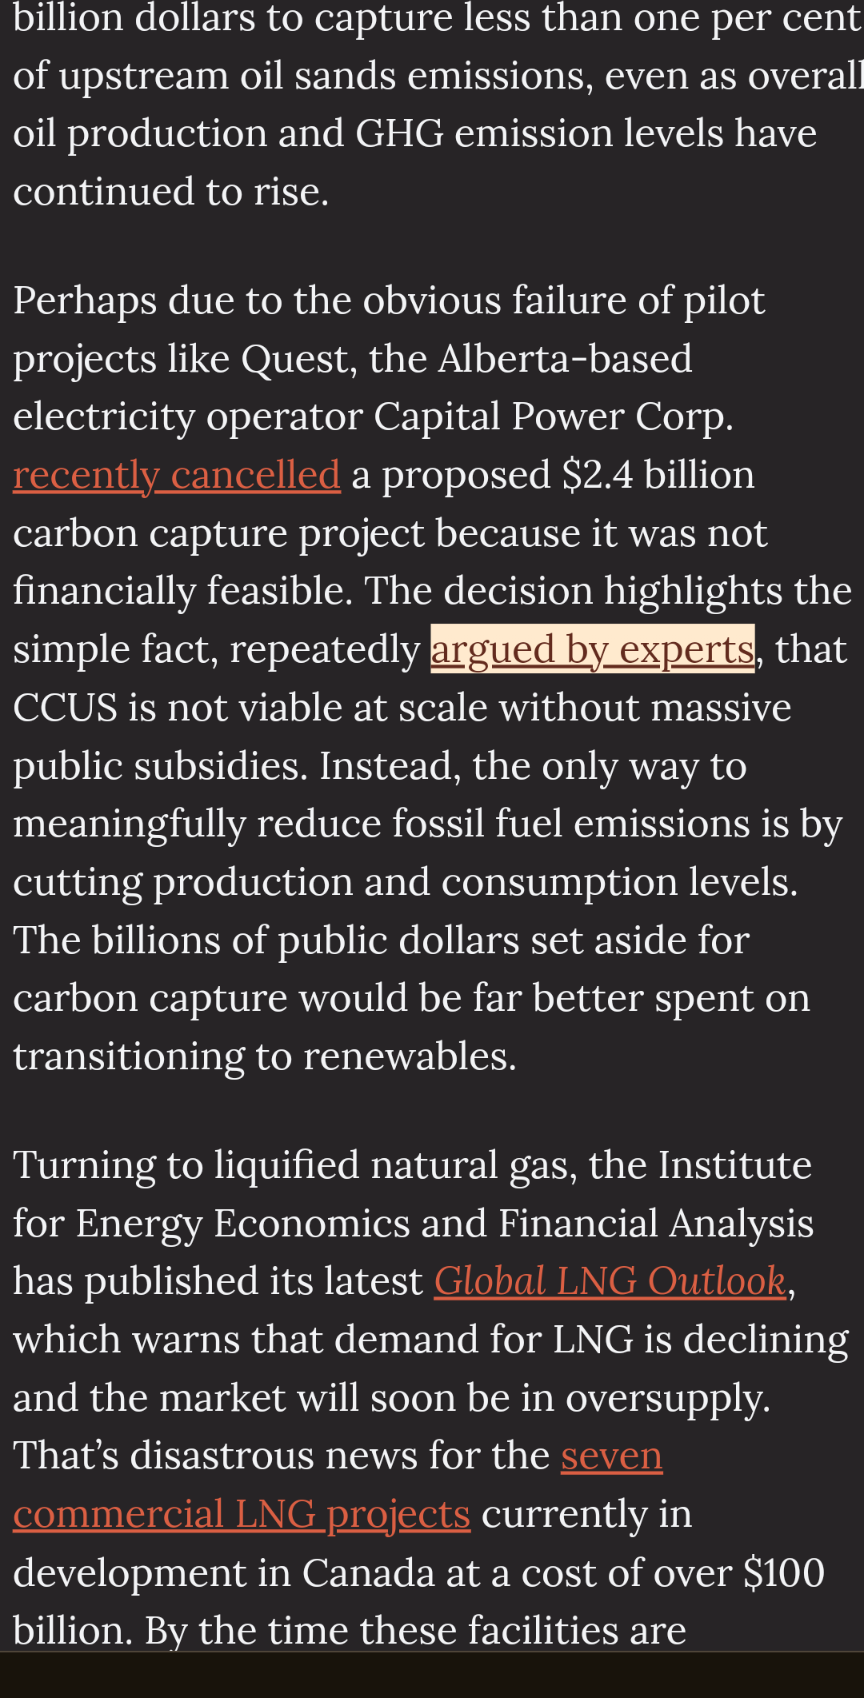 billion dollars to capture less than one per cent
of upstream oil sands emissions, even as overall
oil production and GHG emission levels have
continued to rise.
Perhaps due to the obvious failure of pilot
projects like Quest, the Alberta-based
electricity operator Capital Power Corp.
recently cancelled a proposed $2.4 billion
carbon capture project because it was not
financially feasible. The decision highlights the
simple fact, repeatedly argued by experts, that
CCUS is not viable at scale without massive
public subsidies. Instead, the only way to
meaningfully reduce fossil fuel emissions is by
cutting production and consumption levels.
The billions of public dollars set aside for
carbon capture would be far better spent on
transitioning to renewables.
Turning to liquified natural gas, the Institute
for Energy Economics and Financial Analysis
has published its latest Global LNG Outlook,
which warns that demand for LNG is declining
and the market will soon be in oversupply.
That’s disastrous news for the seven
commercial LNG projects currently in
development in Canada at a cost of over $100
billion. By the time these facilities are